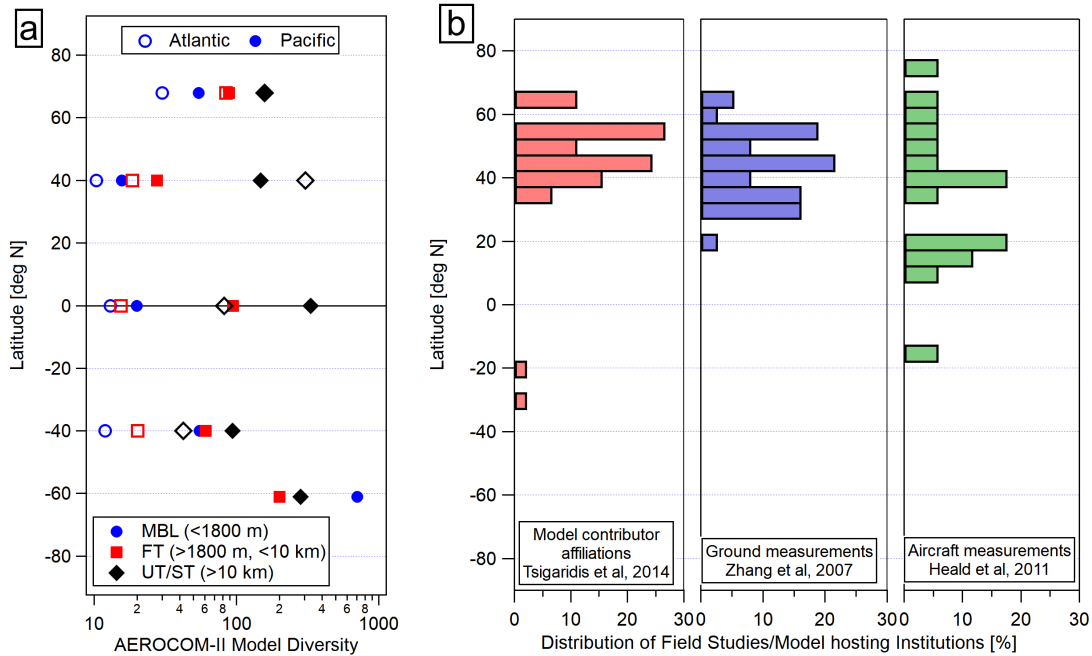 a
Atlantic Pacific
80
60
40
20
0
-20
-40
-60
-80
Latitude [deg N]
MBL (<1800 m)
FT (>1800 m, <10 km)
UT/ST (>10 km)
10 2 4 6 8 100 2 4 6 8 1000
AEROCOM-II Model Diversity
b
80
60
40
20
0
-20
-40
-60
-80
Latitude [deg N]
Model contributor
affiliations
Tsigaridis et al, 2014
Ground measurements
Zhang et al, 2007
Aircraft measurements
Heald et al, 2011
0 10 20 30 0 10 20 30 0 10 20 30
Distribution of Field Studies/Model hosting Institutions [%]